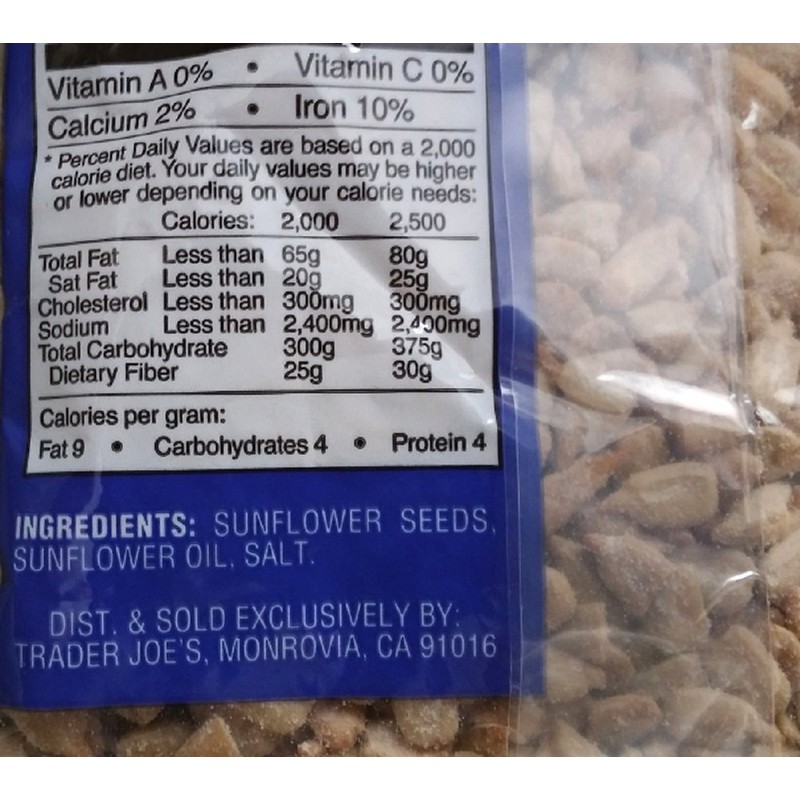 Vitamin A 0% • Vitamin C 0%
Calcium 2% • Iron 10%
* Percent Daily Values are based on a 2,000
calorie diet. Your daily values may be higher
or lower depending on your calorie needs:
Calories: 2,000 2,500
Total Fat Less than 65g 80g
Sat Fat Less than 20g 25g
Cholesterol Less than 300mg 300mg
Sodium Less than 2,400mg 2,400mg
Total Carbohydrate 300g 375g
Dietary Fiber 25g 30g
Calories per gram:
Fat 9 • Carbohydrates 4 • Protein 4
INGREDIENTS: SUNFLOWER SEEDS,
SUNFLOWER OIL, SALT.
DIST. & SOLD EXCLUSIVELY BY:
TRADER JOE'S, MONROVIA, CA 91016